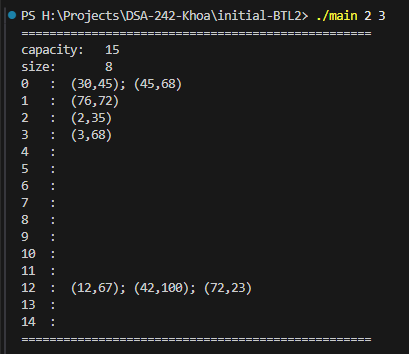 PS H:\Projects\DSA-242-Khoa\initial-BTL2> ./main 2 3
==================================================
capacity:   15
size:       8
0   :  (30,45); (45,68)
1   :  (76,72)
2   :  (2,35)
3   :  (3,68)
4   :
5   :
6   :
7   :
8   :
9   :
10  :
11  :
12  :  (12,67); (42,100); (72,23)
13  :
14  :
==================================================